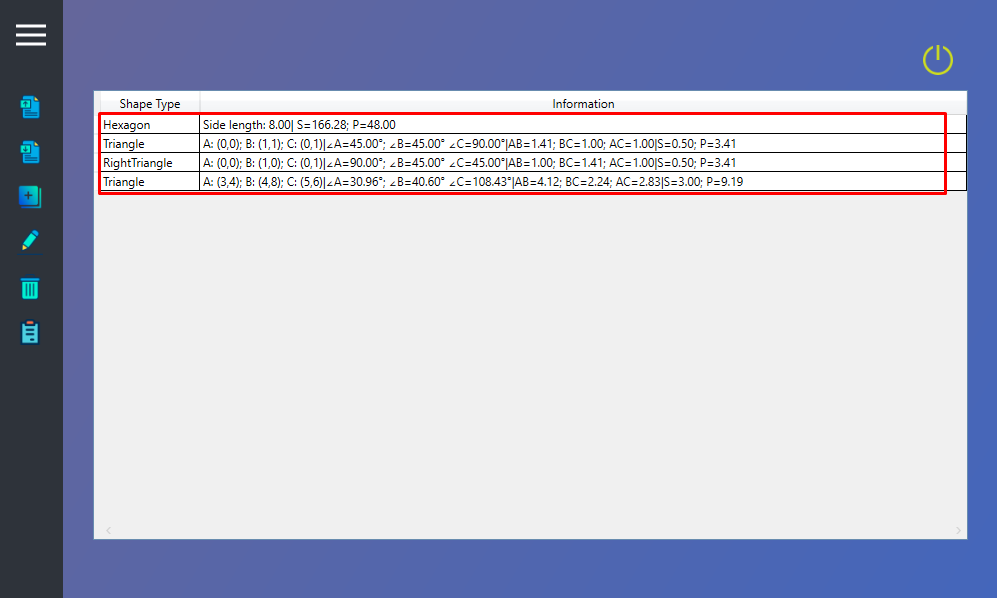 Shape Type Information
Hexagon Side length: 8.00| S=166.28; P=48.00
Triangle A: (0,0); B: (1,1); C: (0,1)|∠A=45.00°; ∠B=45.00° ∠C=90.00°|AB=1.41; BC=1.00; AC=1.00|S=0.50; P=3.41
RightTriangle A: (0,0); B: (1,0); C: (0,1)|∠A=90.00°; ∠B=45.00° ∠C=45.00°|AB=1.00; BC=1.41; AC=1.00|S=0.50; P=3.41
Triangle A: (3,4); B: (4,8); C: (5,6)|∠A=30.96°; ∠B=40.60° ∠C=108.43°|AB=4.12; BC=2.24; AC=2.83|S=3.00; P=9.19